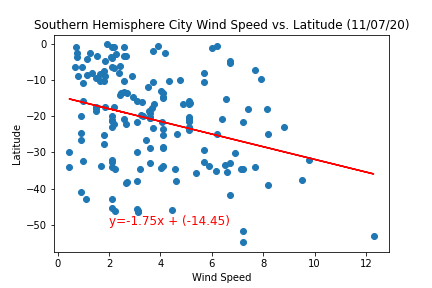 Southern Hemisphere City Wind Speed vs. Latitude (11/07/20)
0
−10
−20
−30
−40
−50
Latitude
y=-1.75x + (-14.45)
0 2 4 6 8 10 12
Wind Speed